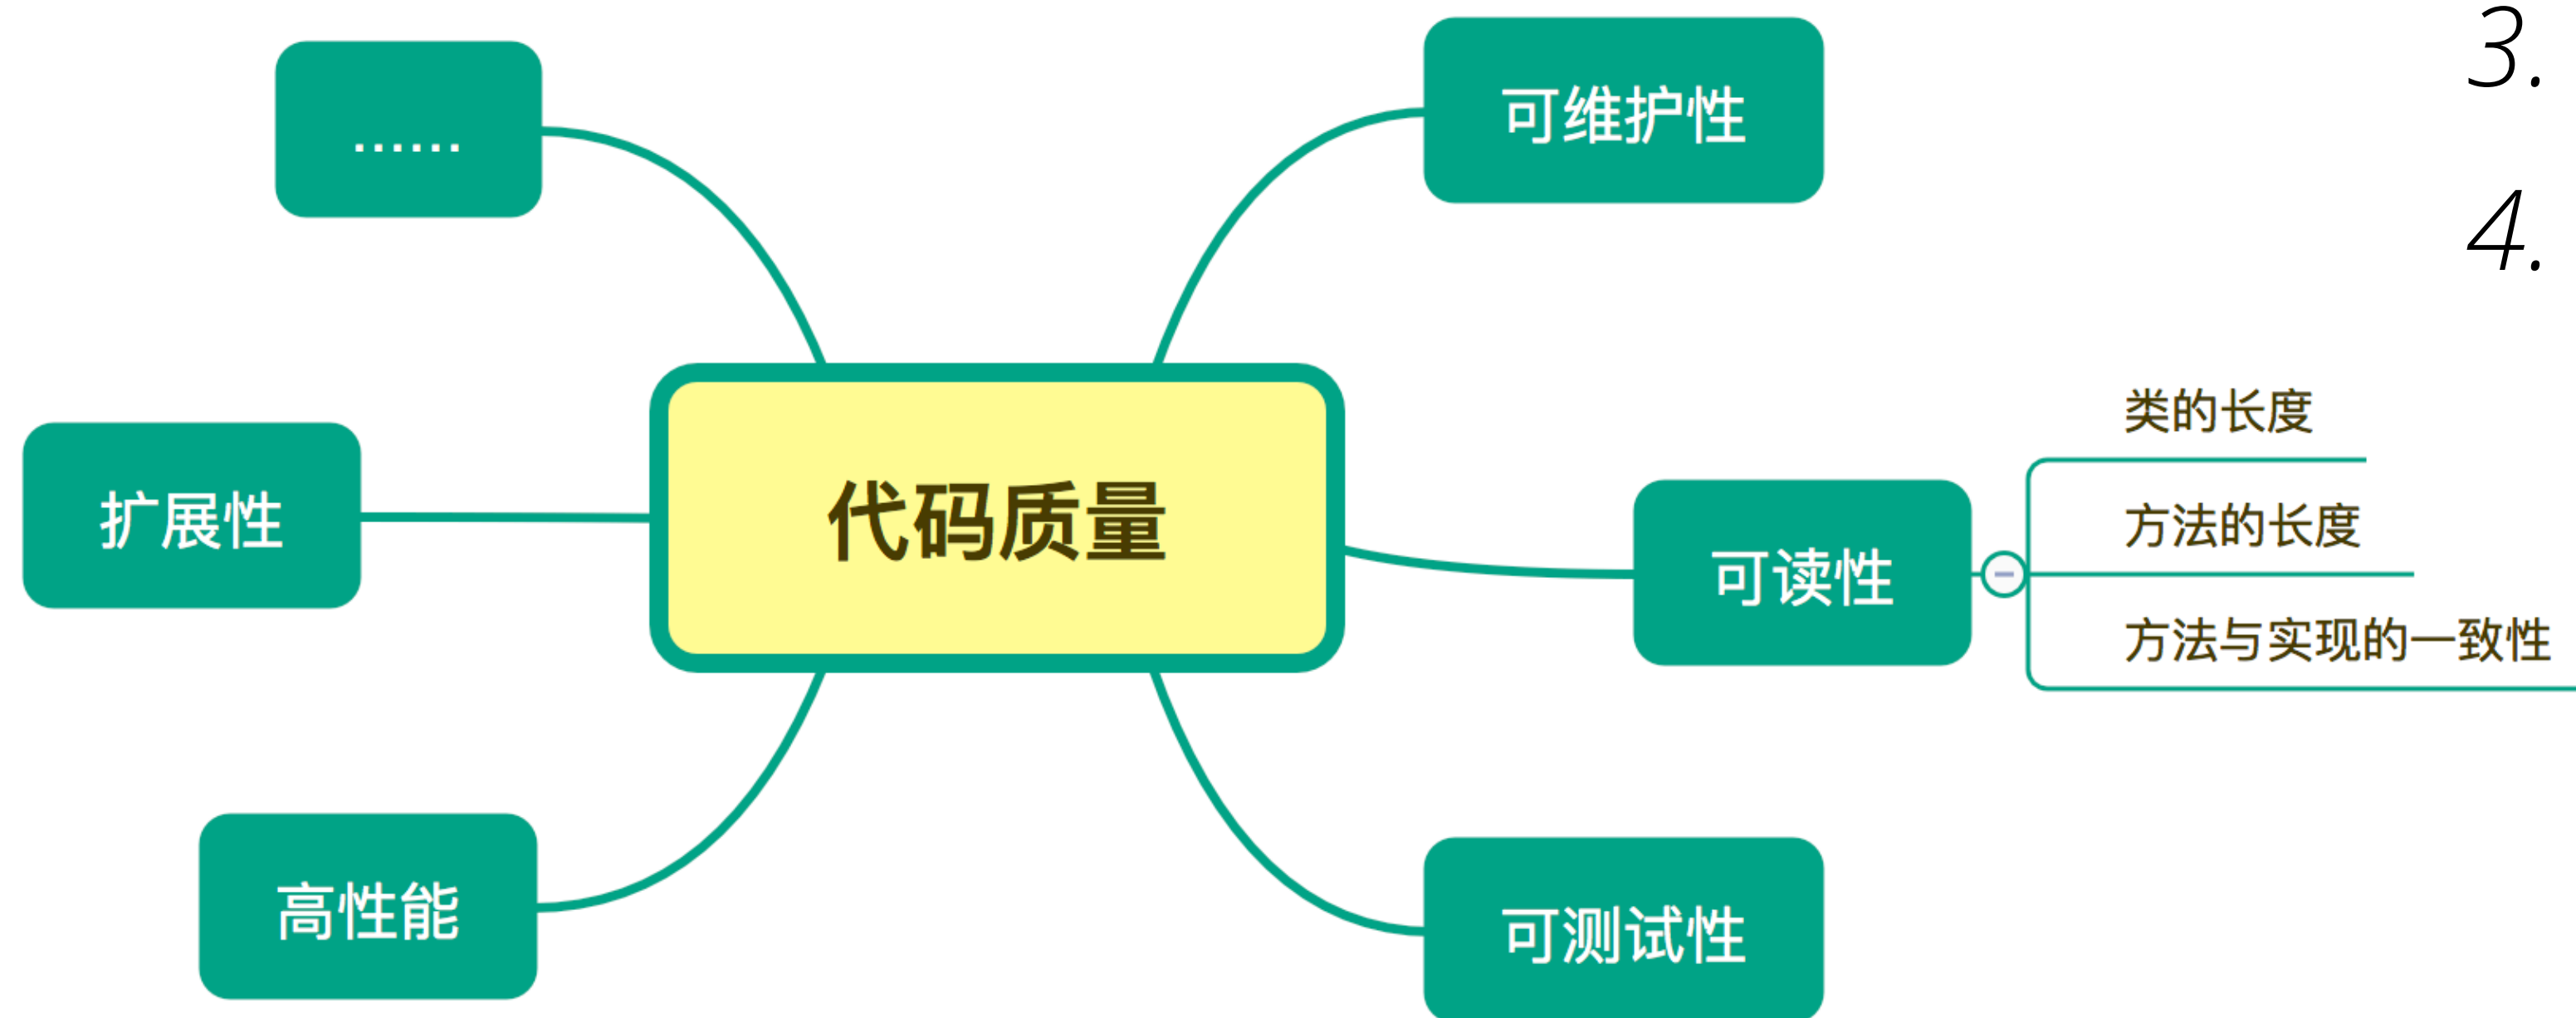 ……
可维护性
3.
4.
扩展性
代码质量
可读性
类的长度
方法的长度
方法与实现的一致性
高性能
可测试性